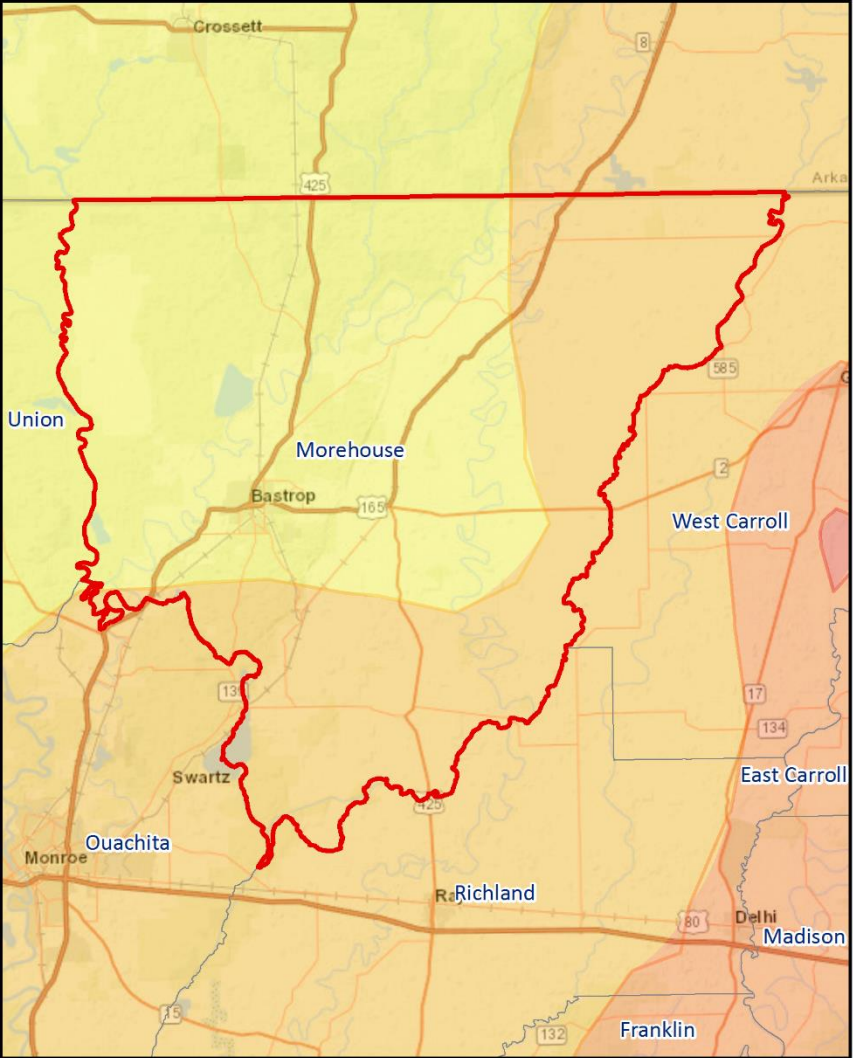 Crossett
8
425
Arka
585
Union
Morehouse
2
Bastrop
165
West Carroll
139
17
134
Swartz
East Carroll
425
Ouachita
Monroe
Richland
80
Delhi
Madison
15
132
Franklin